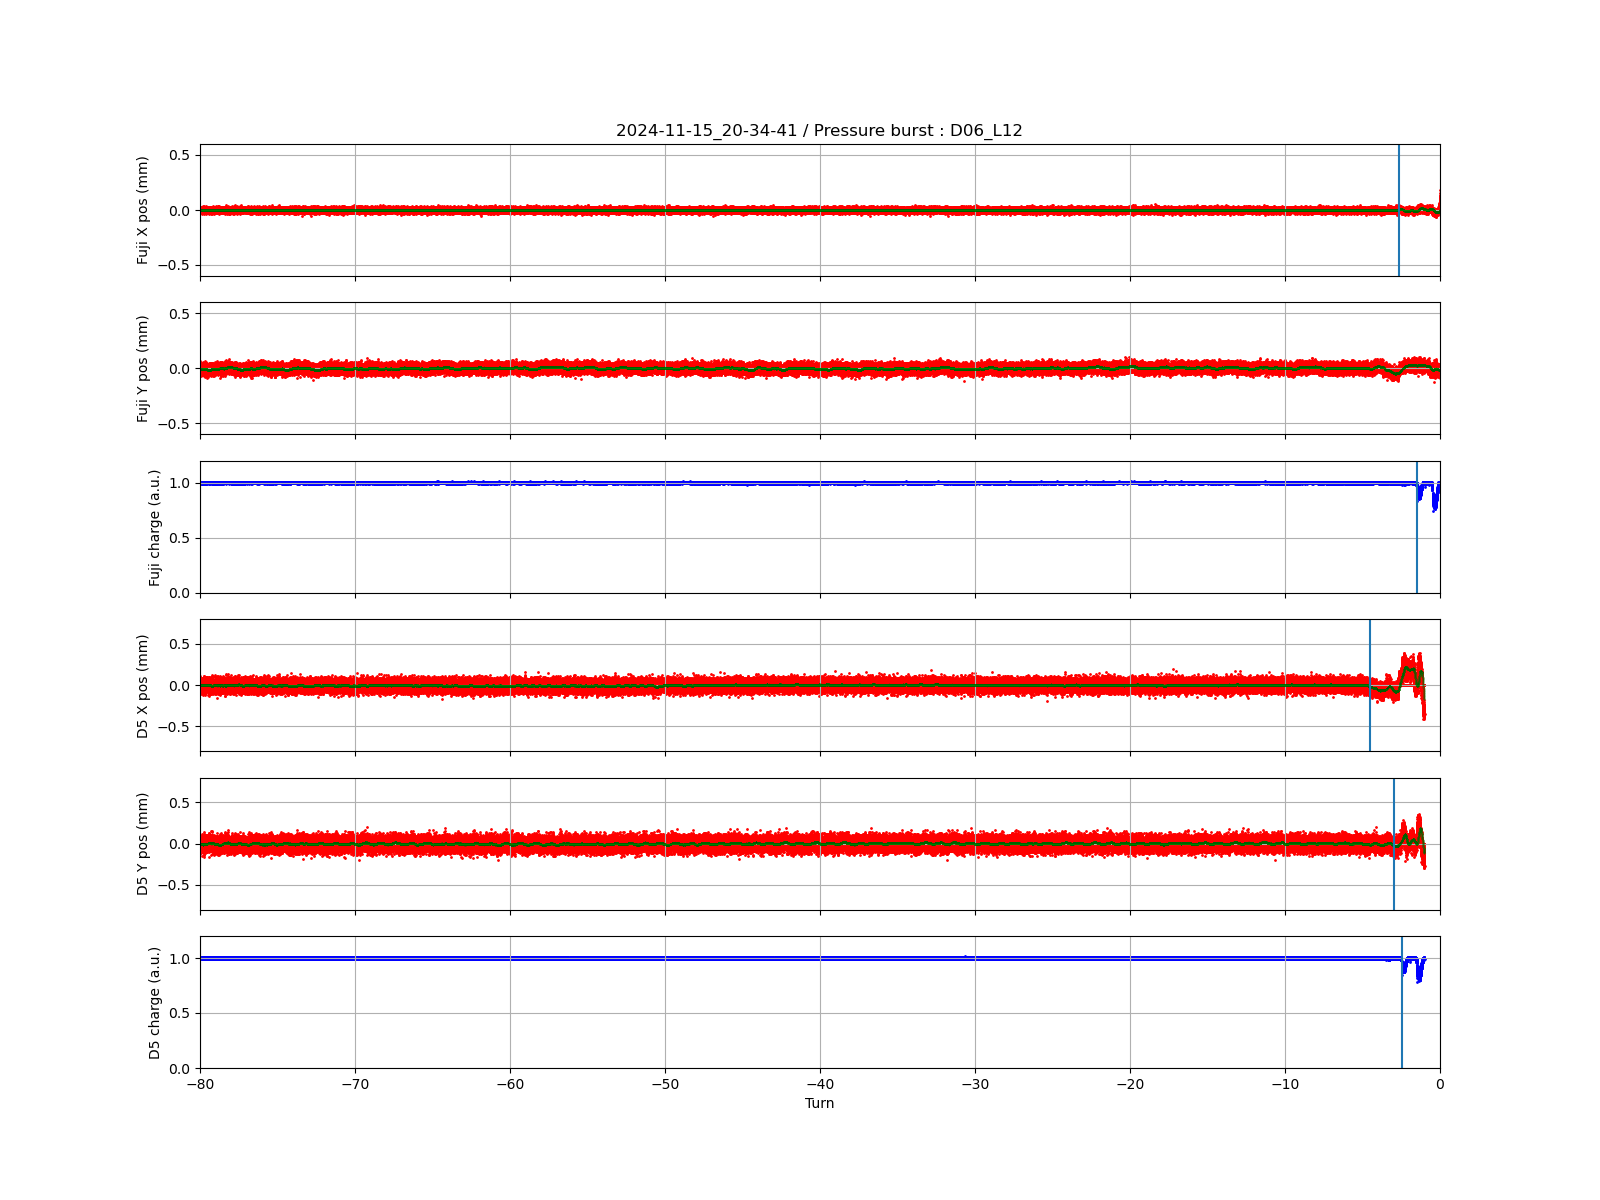 2024-11-15_20-34-41 / Pressure burst : D06_L12
Fuji X pos (mm)
0.5
0.0
−0.5
Fuji Y pos (mm)
0.5
0.0
−0.5
Fuji charge (a.u.)
1.0
0.5
0.0
D5 X pos (mm)
0.5
0.0
−0.5
D5 Y pos (mm)
0.5
0.0
−0.5
D5 charge (a.u.)
1.0
0.5
0.0
−80 −70 −60 −50 −40 −30 −20 −10 0
Turn